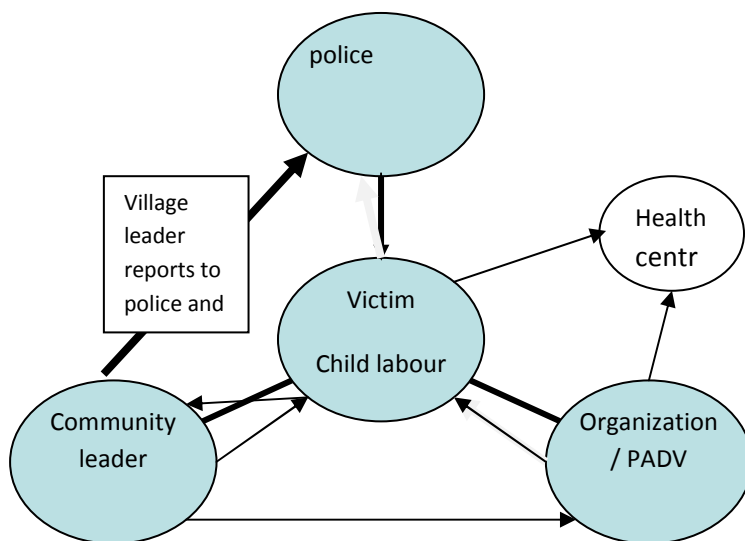 police
Village
leader
reports to
police and
Health
centr
Victim
Child labour
Community
leader
Organization
/ PADV